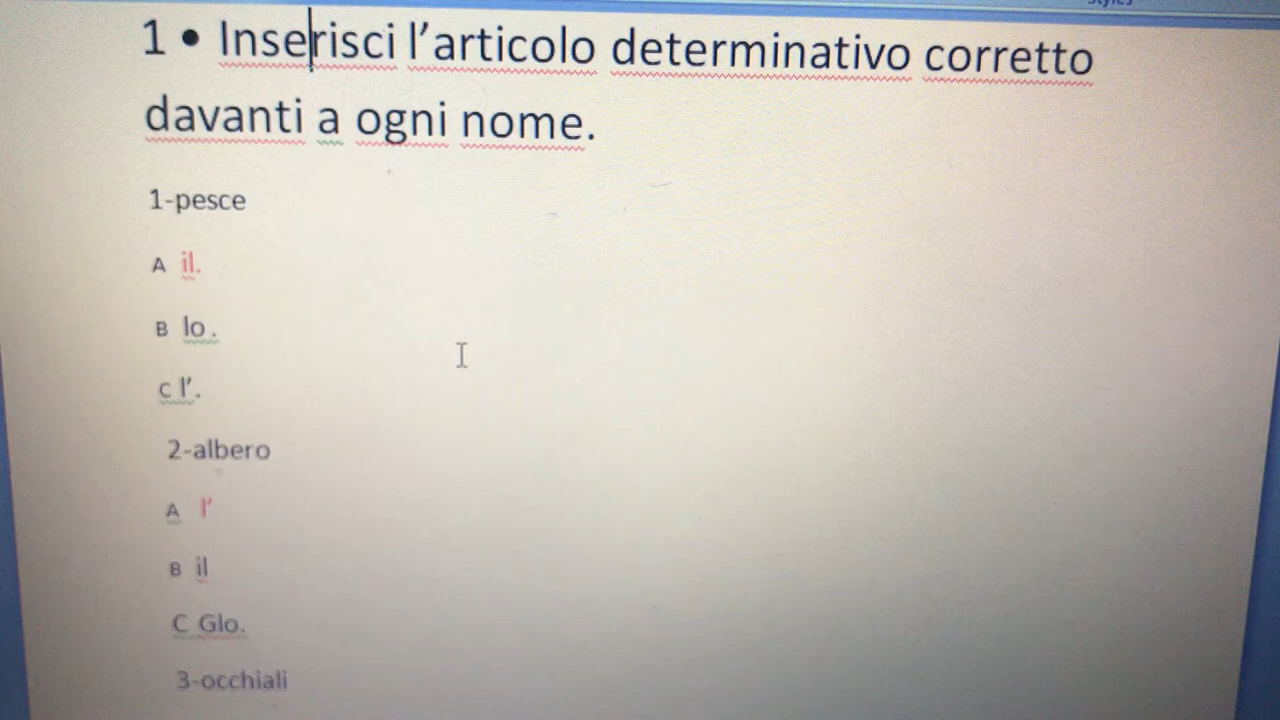 1 • Inserisci l’articolo determinativo corretto
davanti a ogni nome.
1-pesce
A il.
B lo .
c l’.
2-albero
A l’
B il
C Glo.
3-occhiali